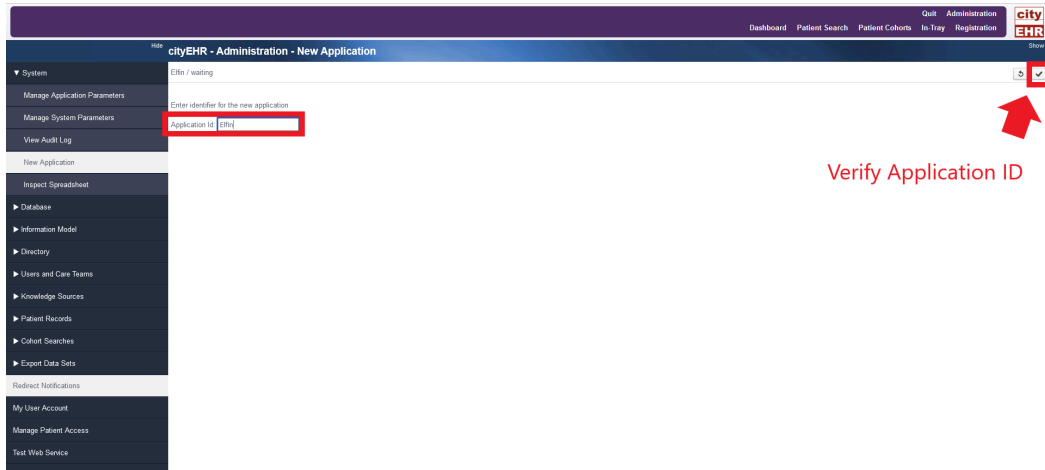 Quit Administration
Dashboard Patient Search Patient Cohorts In-Tray Registration
city
EHR
Hide
cityEHR - Administration - New Application
Show
▼ System
Manage Application Parameters
Manage System Parameters
View Audit Log
New Application
Inspect Spreadsheet
▶ Database
▶ Information Model
▶ Directory
▶ Users and Care Teams
▶ Knowledge Sources
▶ Patient Records
▶ Cohort Searches
▶ Export Data Sets
Redirect Notifications
My User Account
Manage Patient Access
Test Web Service
Elfin / waiting
Enter identifier for the new application
Application Id: Elfin
Verify Application ID